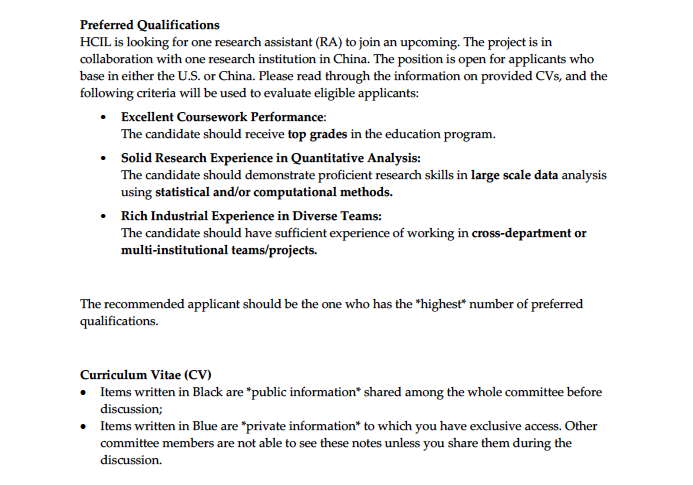 Preferred Qualifications
HCIL is looking for one research assistant (RA) to join an upcoming. The project is in
collaboration with one research institution in China. The position is open for applicants who
base in either the U.S. or China. Please read through the information on provided CVs, and the
following criteria will be used to evaluate eligible applicants:
• Excellent Coursework Performance:
The candidate should receive top grades in the education program.
• Solid Research Experience in Quantitative Analysis:
The candidate should demonstrate proficient research skills in large scale data analysis
using statistical and/or computational methods.
• Rich Industrial Experience in Diverse Teams:
The candidate should have sufficient experience of working in cross-department or
multi-institutional teams/projects.
The recommended applicant should be the one who has the *highest* number of preferred
qualifications.
Curriculum Vitae (CV)
• Items written in Black are *public information* shared among the whole committee before
discussion;
• Items written in Blue are *private information* to which you have exclusive access. Other
committee members are not able to see these notes unless you share them during the
discussion.